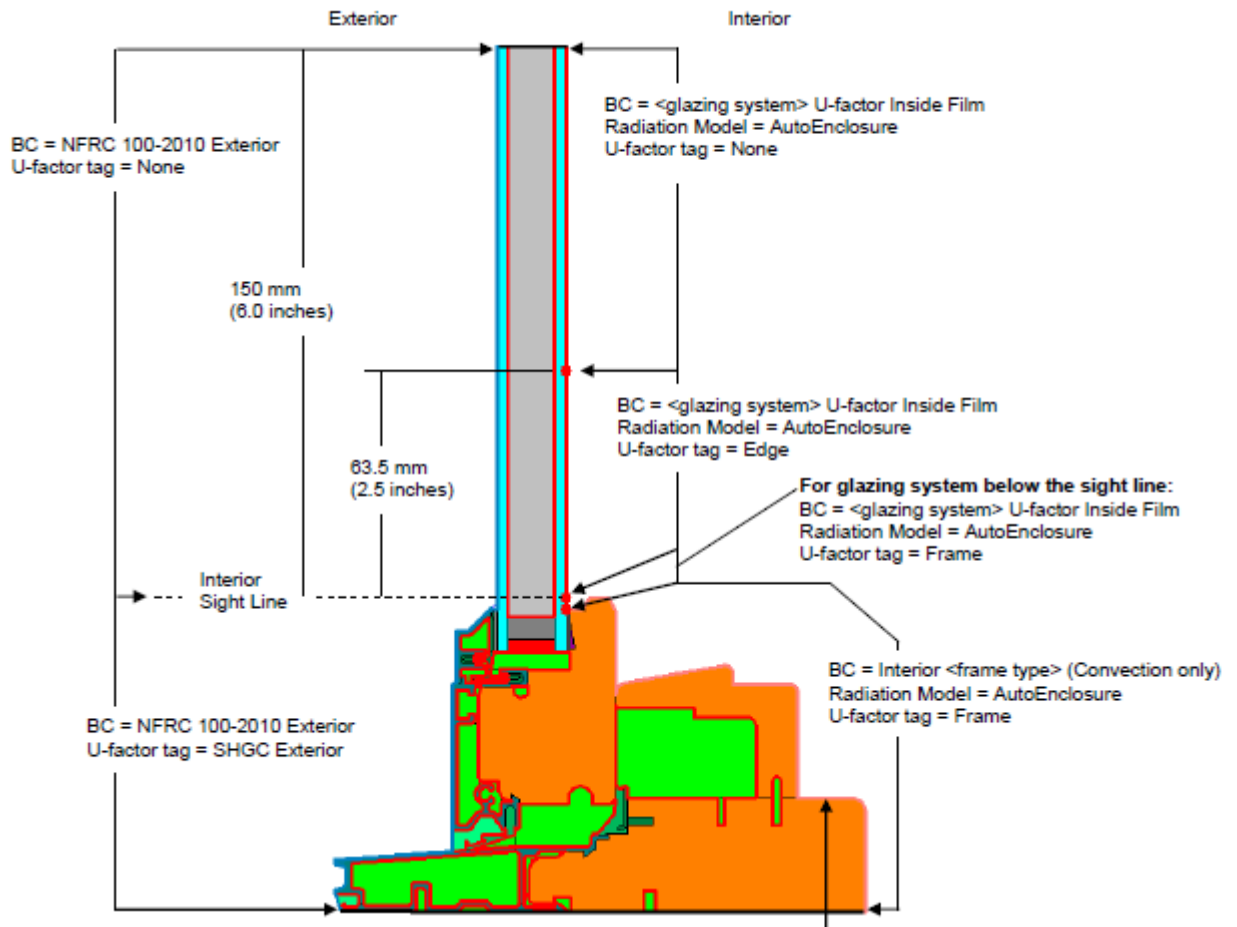 Exterior
Interior
BC = <glazing system> U-factor Inside Film
Radiation Model = AutoEnclosure
U-factor tag = None
BC = NFRC 100-2010 Exterior
U-factor tag = None
150 mm
(6.0 inches)
BC = <glazing system> U-factor Inside Film
Radiation Model = AutoEnclosure
U-factor tag = Edge
63.5 mm
(2.5 inches)
For glazing system below the sight line:
BC = <glazing system> U-factor Inside Film
Radiation Model = AutoEnclosure
U-factor tag = Frame
Interior
Sight Line
BC = Interior <frame type> (Convection only)
Radiation Model = AutoEnclosure
U-factor tag = Frame
BC = NFRC 100-2010 Exterior
U-factor tag = SHGC Exterior